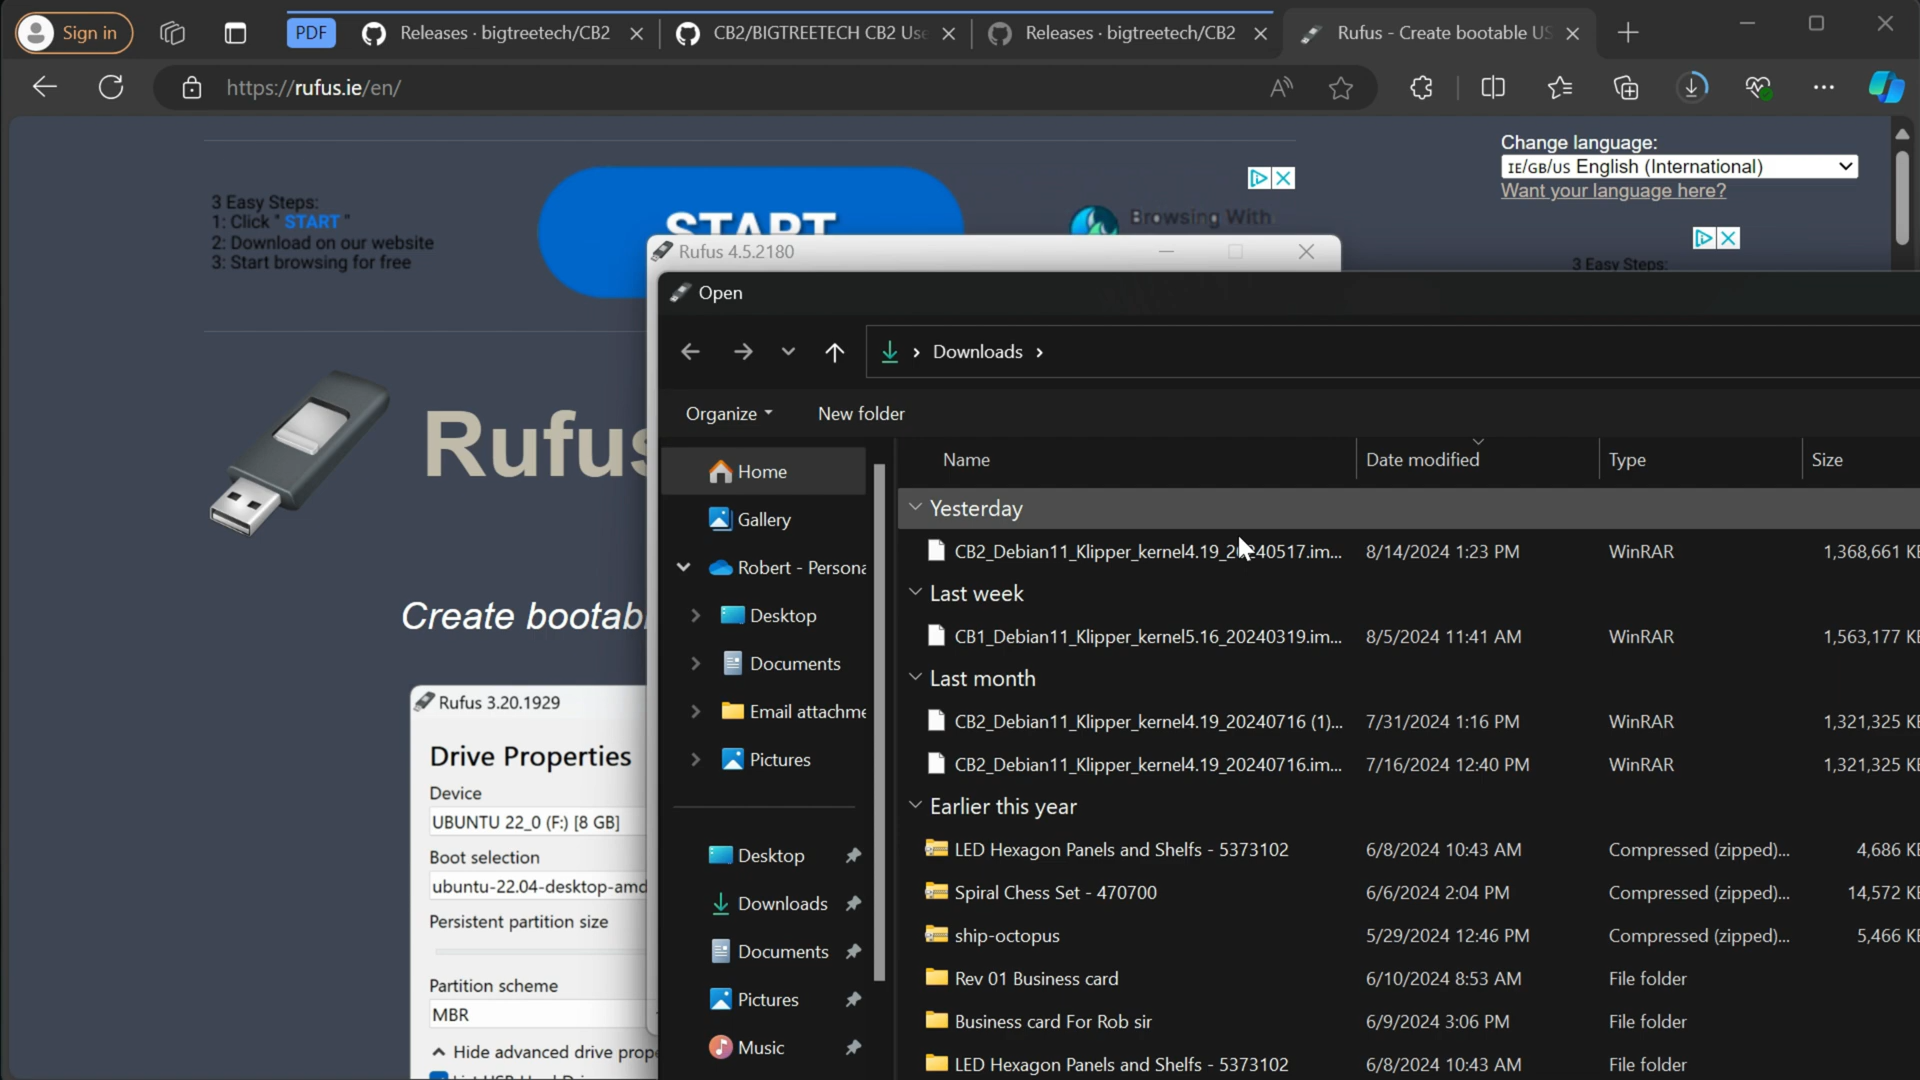 Sign in
PDF
Releases · bigtreetech/CB2
CB2/BIGTREETECH CB2 Use
Releases · bigtreetech/CB2
Rufus - Create bootable US
https://rufus.ie/en/
Change language:
IE/GB/US English (International)
Want your language here?
3 Easy Steps:
1: Click " START "
2: Download on our website
3: Start browsing for free
START
Browsing With
3 Easy Steps:
Rufus 4.5.2180
Open
Downloads
Organize
New folder
Rufus
Create bootab
Rufus 3.20.1929
Drive Properties
Device
UBUNTU 22_0 (F:) [8 GB]
Boot selection
ubuntu-22.04-desktop-amd
Persistent partition size
Partition scheme
MBR
Hide advanced drive prop
Home
Gallery
Robert - Persona
Desktop
Documents
Email attachme
Pictures
Desktop
Downloads
Documents
Pictures
Music
Name Date modified Type Size
Yesterday
CB2_Debian11_Klipper_kernel4.19_20240517.im... 8/14/2024 1:23 PM WinRAR 1,368,661 KB
Last week
CB1_Debian11_Klipper_kernel5.16_20240319.im... 8/5/2024 11:41 AM WinRAR 1,563,177 KB
Last month
CB2_Debian11_Klipper_kernel4.19_20240716 (1)... 7/31/2024 1:16 PM WinRAR 1,321,325 KB
CB2_Debian11_Klipper_kernel4.19_20240716.im... 7/16/2024 12:40 PM WinRAR 1,321,325 KB
Earlier this year
LED Hexagon Panels and Shelfs - 5373102 6/8/2024 10:43 AM Compressed (zipped)... 4,686 KB
Spiral Chess Set - 470700 6/6/2024 2:04 PM Compressed (zipped)... 14,572 KB
ship-octopus 5/29/2024 12:46 PM Compressed (zipped)... 5,466 KB
Rev 01 Business card 6/10/2024 8:53 AM File folder
Business card For Rob sir 6/9/2024 3:06 PM File folder
LED Hexagon Panels and Shelfs - 5373102 6/8/2024 10:43 AM File folder